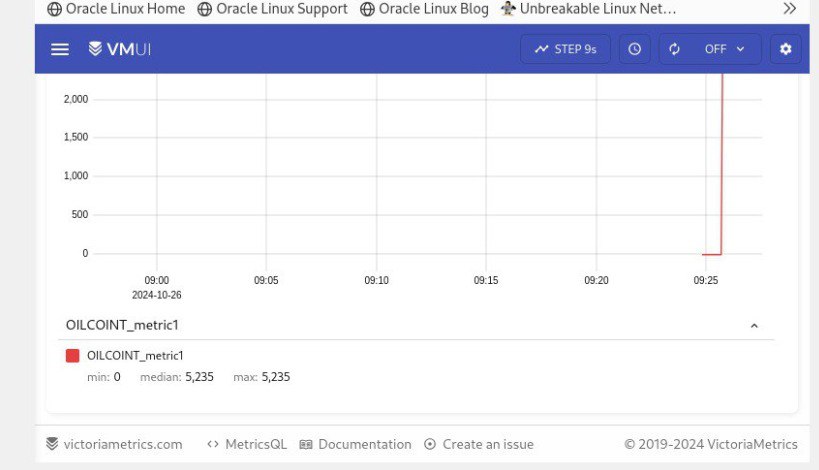 Oracle Linux Home Oracle Linux Support Oracle Linux Blog Unbreakable Linux Net...
VMUI STEP 9s OFF
2,000
1,500
1,000
500
0
09:00 09:05 09:10 09:15 09:20 09:25
2024-10-26
OILCOINT_metric1
OILCOINT_metric1
min: 0 median: 5,235 max: 5,235
victoriametrics.com MetricsQL Documentation Create an issue © 2019-2024 VictoriaMetrics